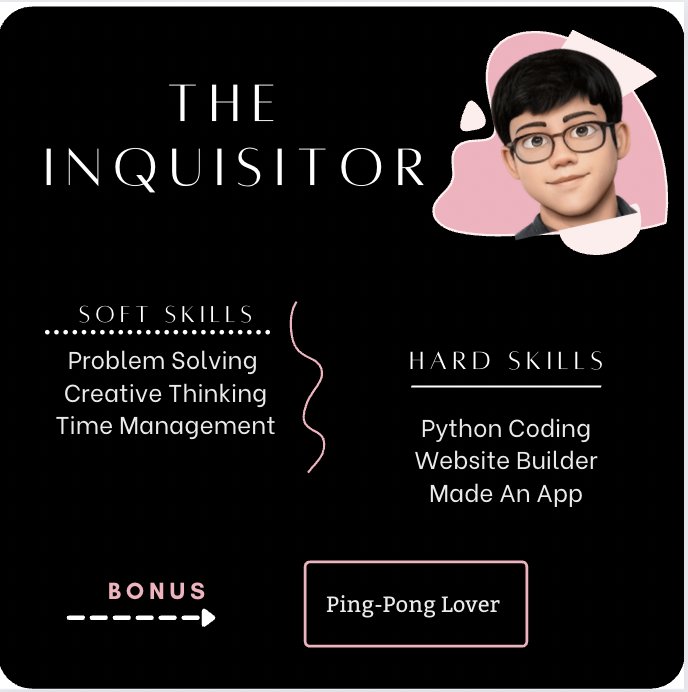 THE
INQUISITOR
SOFT SKILLS
Problem Solving
Creative Thinking
Time Management
HARD SKILLS
Python Coding
Website Builder
Made An App
BONUS
Ping-Pong Lover